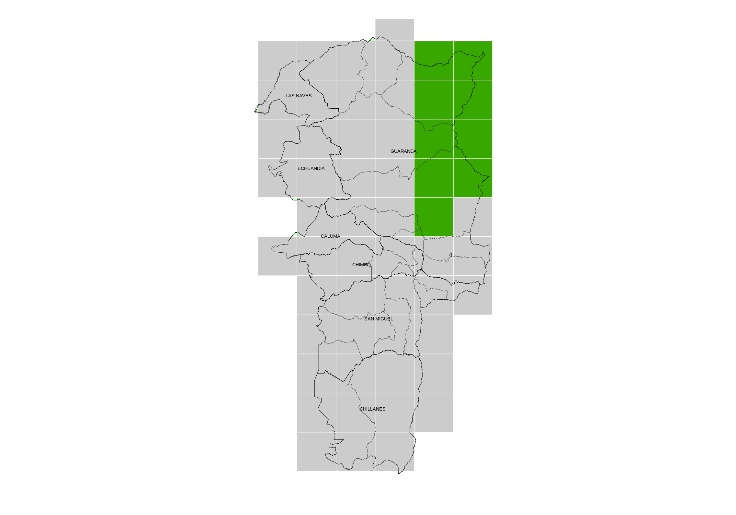 LAS NAVES
GUARANDA
ECHEANDIA
CALUMA
CHIMBO
SAN MIGUEL
CHILLANES